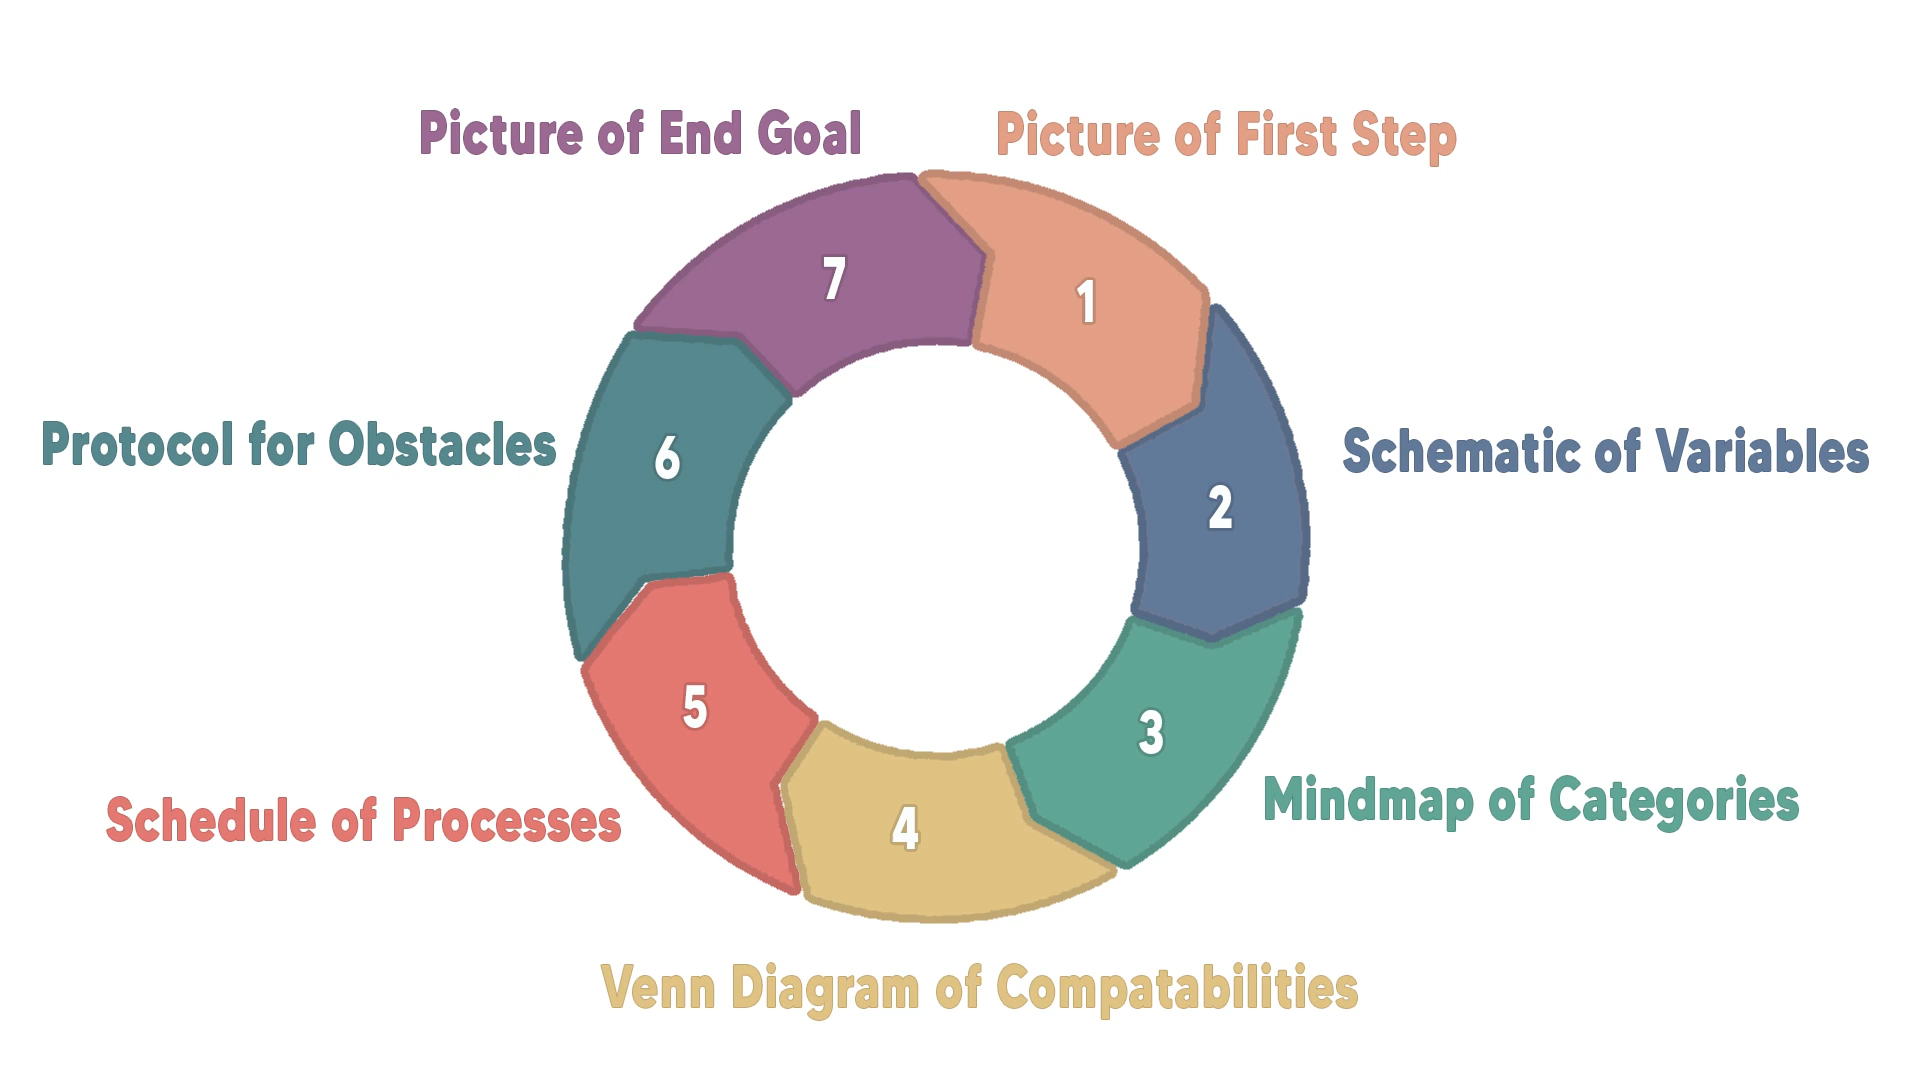 Picture of End Goal
Picture of First Step
7
1
Protocol for Obstacles
6
Schematic of Variables
2
5
3
Schedule of Processes
Mindmap of Categories
4
Venn Diagram of Compatabilities